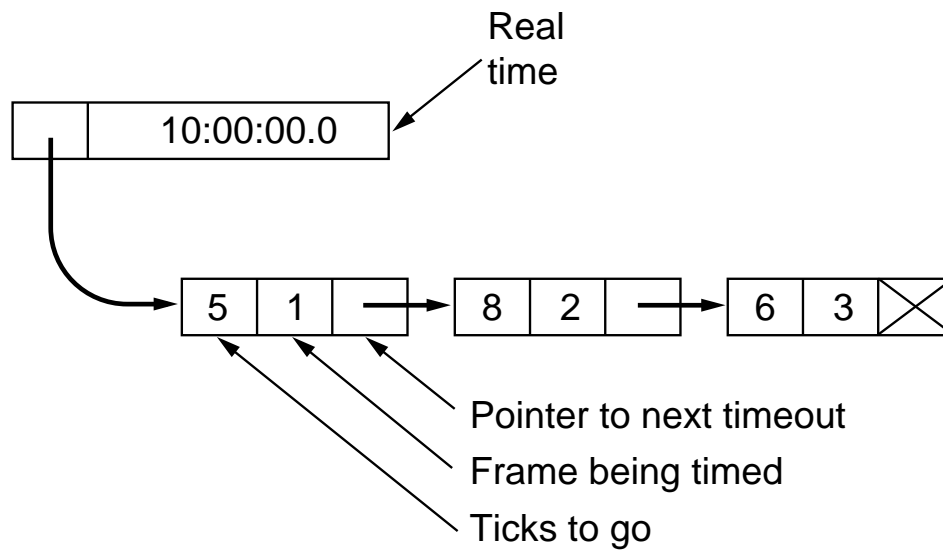 Real
time
10:00:00.0
5 1 8 2 6 3
Pointer to next timeout
Frame being timed
Ticks to go